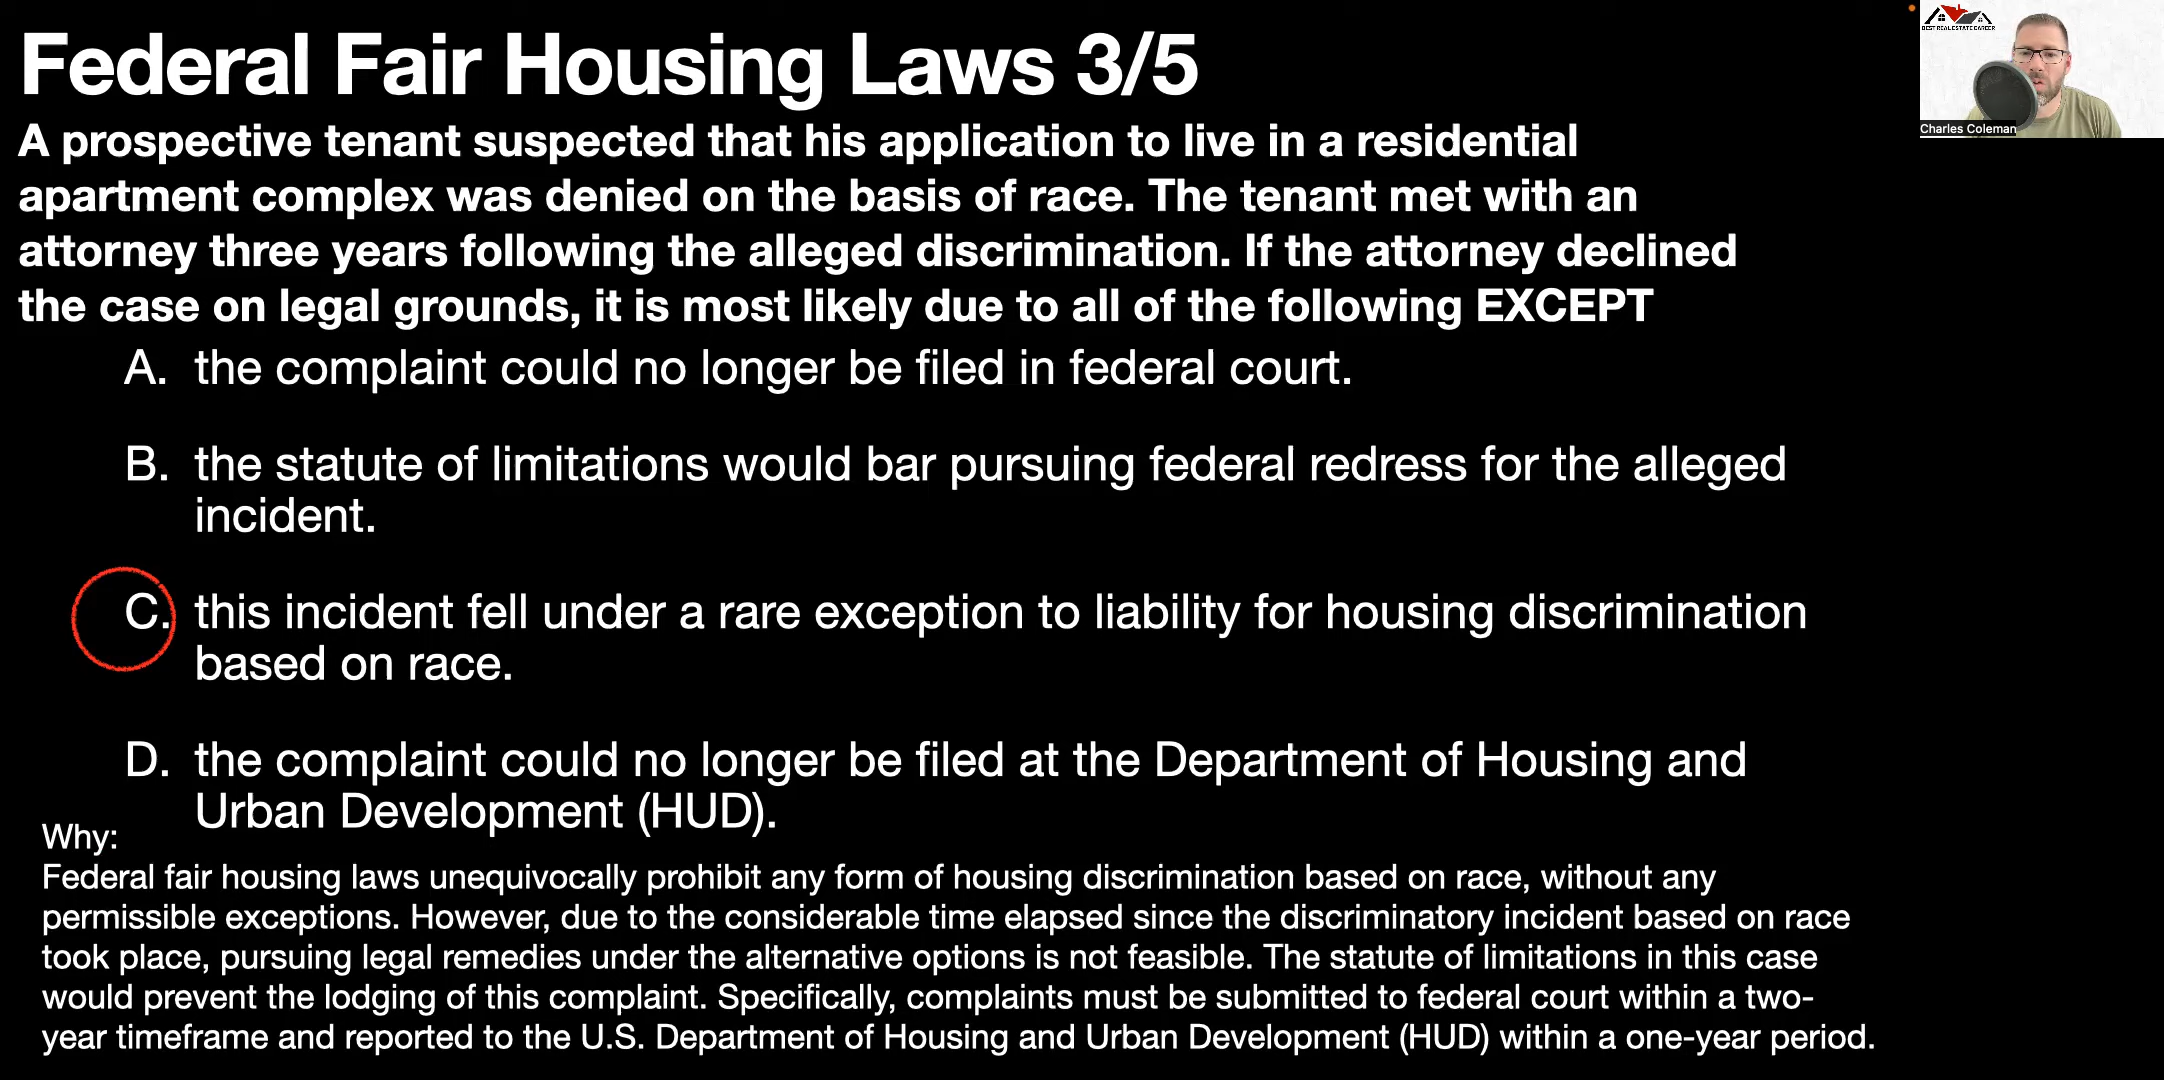 Federal Fair Housing Laws 3/5
A prospective tenant suspected that his application to live in a residential
apartment complex was denied on the basis of race. The tenant met with an
attorney three years following the alleged discrimination. If the attorney declined
the case on legal grounds, it is most likely due to all of the following EXCEPT
A. the complaint could no longer be filed in federal court.
B. the statute of limitations would bar pursuing federal redress for the alleged
incident.
C. this incident fell under a rare exception to liability for housing discrimination
based on race.
D. the complaint could no longer be filed at the Department of Housing and
Urban Development (HUD).
Why:
Federal fair housing laws unequivocally prohibit any form of housing discrimination based on race, without any
permissible exceptions. However, due to the considerable time elapsed since the discriminatory incident based on race
took place, pursuing legal remedies under the alternative options is not feasible. The statute of limitations in this case
would prevent the lodging of this complaint. Specifically, complaints must be submitted to federal court within a two-
year timeframe and reported to the U.S. Department of Housing and Urban Development (HUD) within a one-year period.
BEST REAL ESTATE CAREER
Charles Coleman